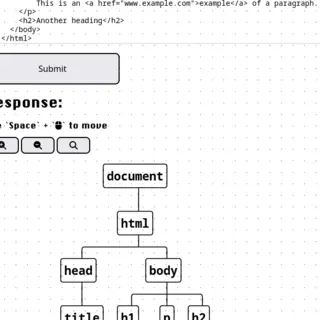 This is an <a href="www.example.com">example</a> of a paragraph.
</p>
<h2>Another heading</h2>
</body>
</html>
Submit
esponse:
`Space` + to move
document
html
head body
title h1 p h2